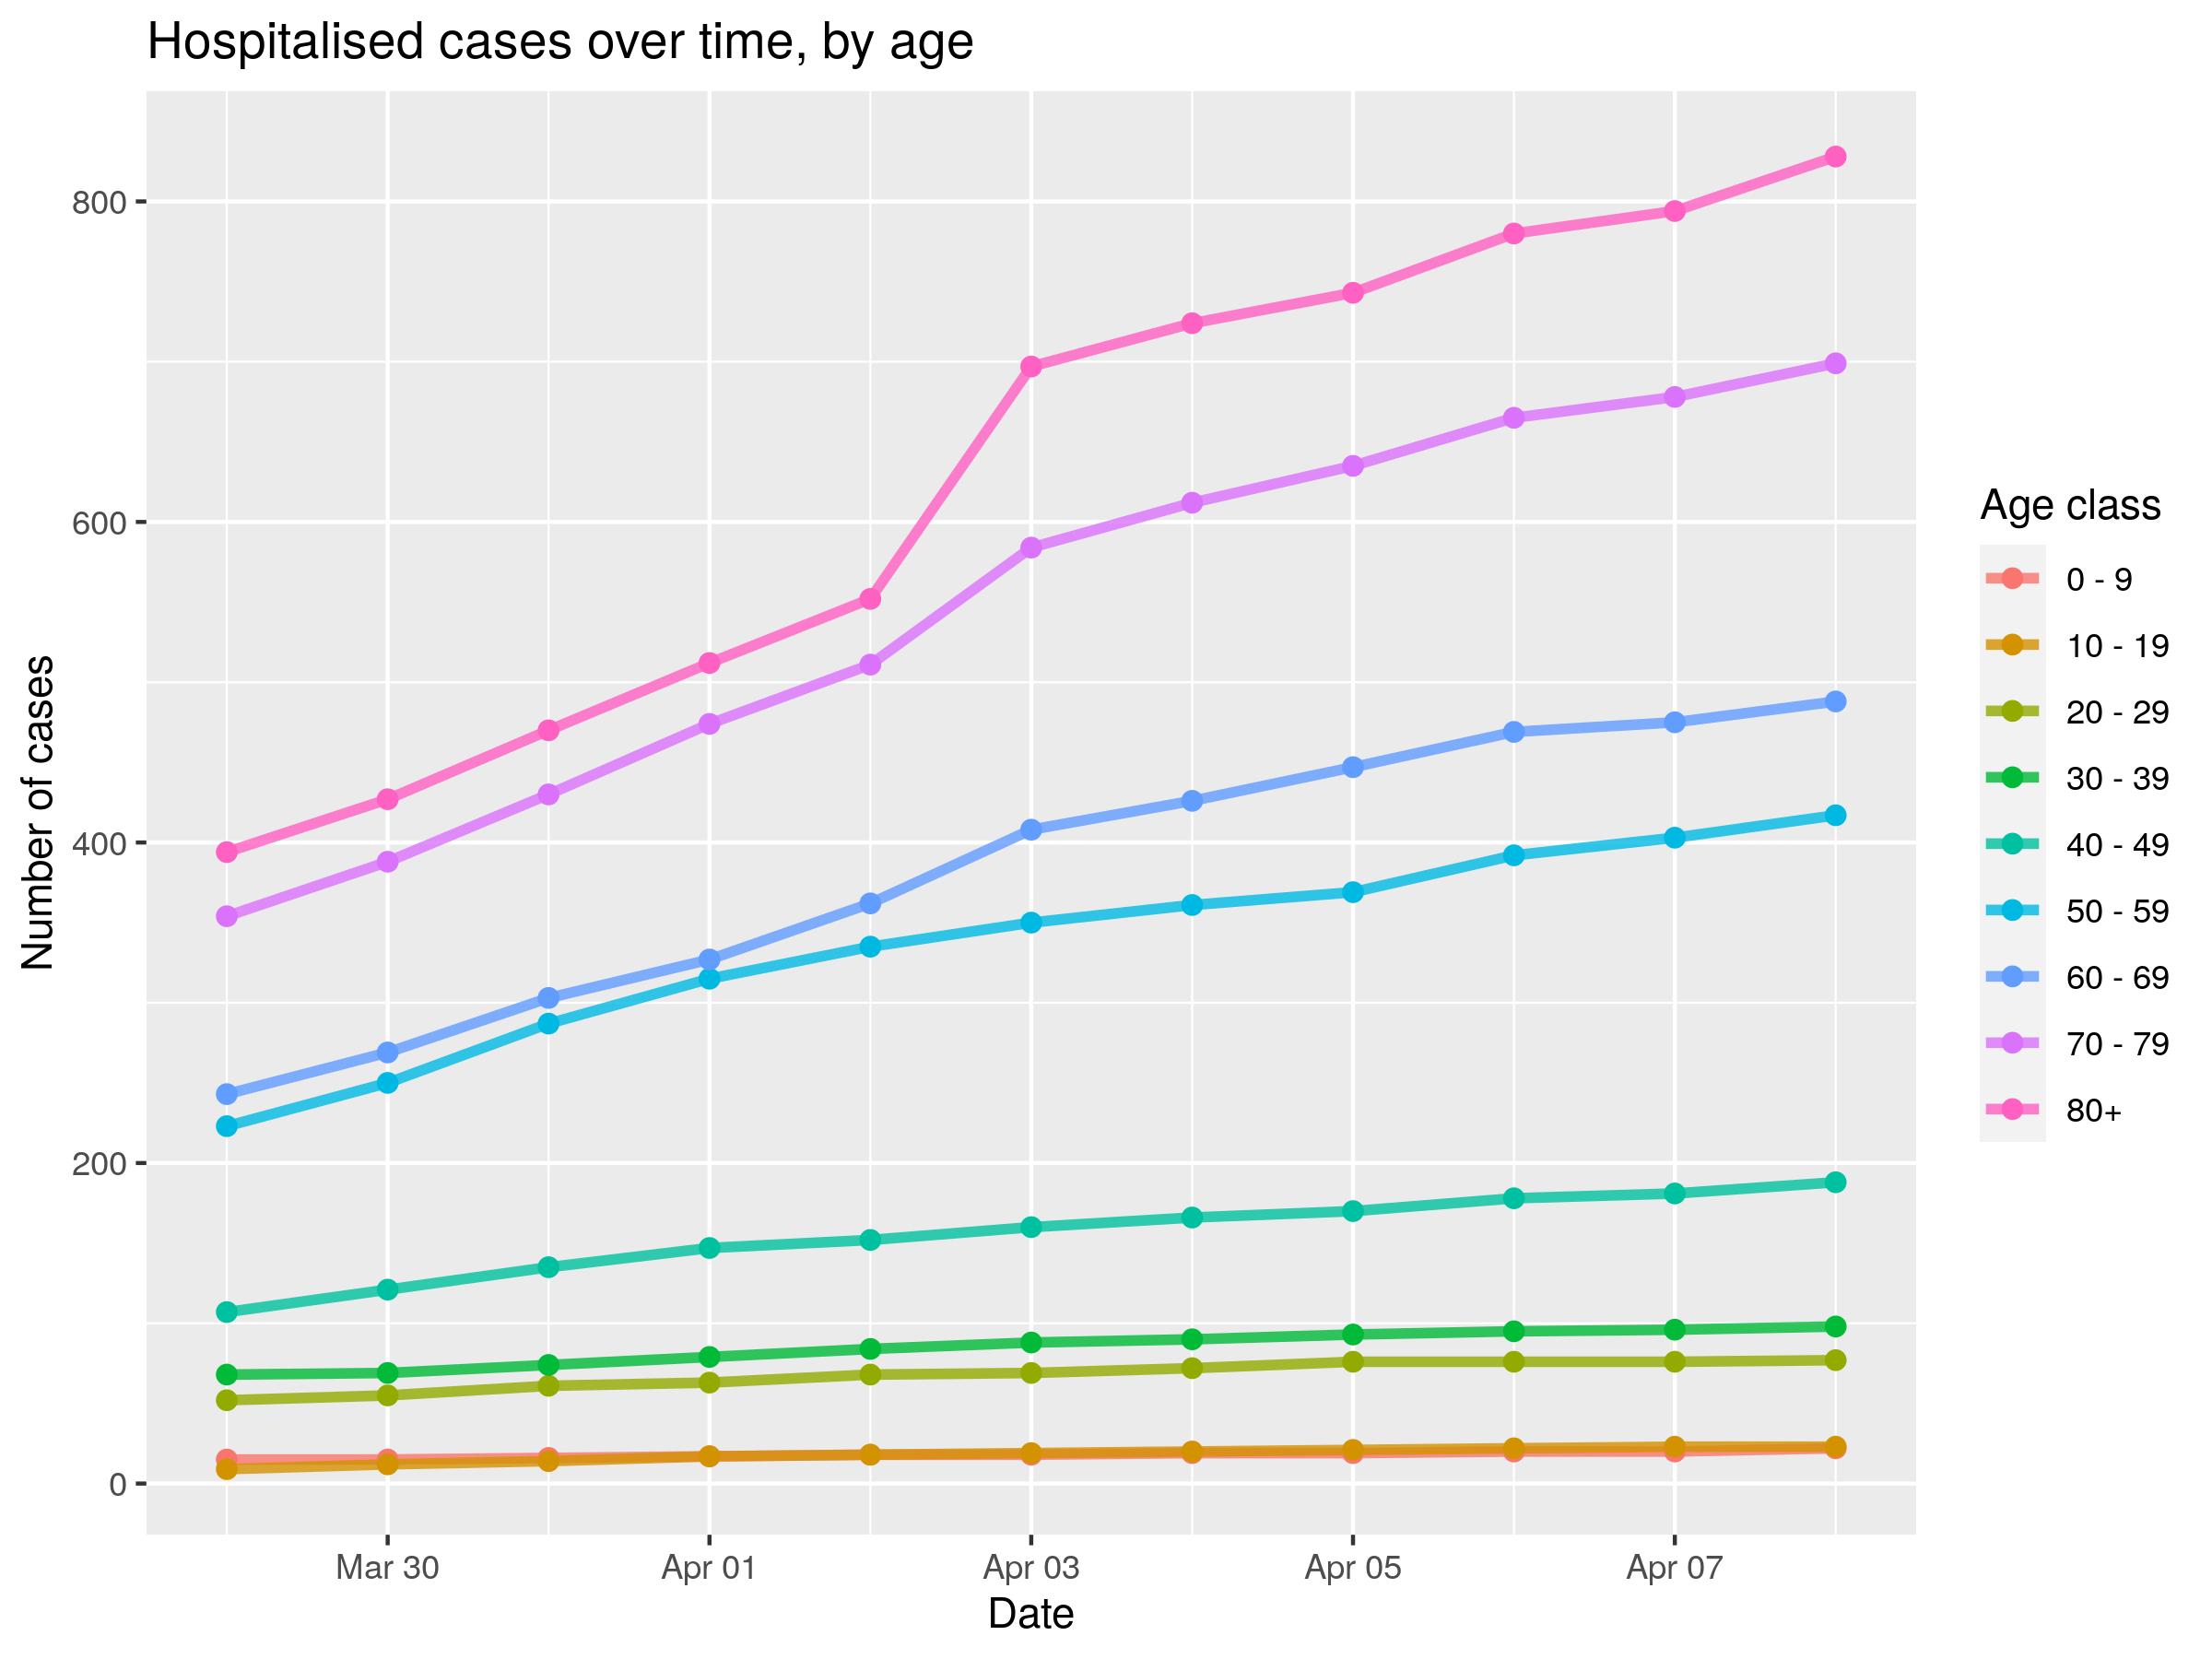 Hospitalised cases over time, by age
Number of cases
800
600
400
200
0
Mar 30
Apr 01
Apr 03
Apr 05
Apr 07
Date
Age class
0 - 9
10 - 19
20 - 29
30 - 39
40 - 49
50 - 59
60 - 69
70 - 79
80+